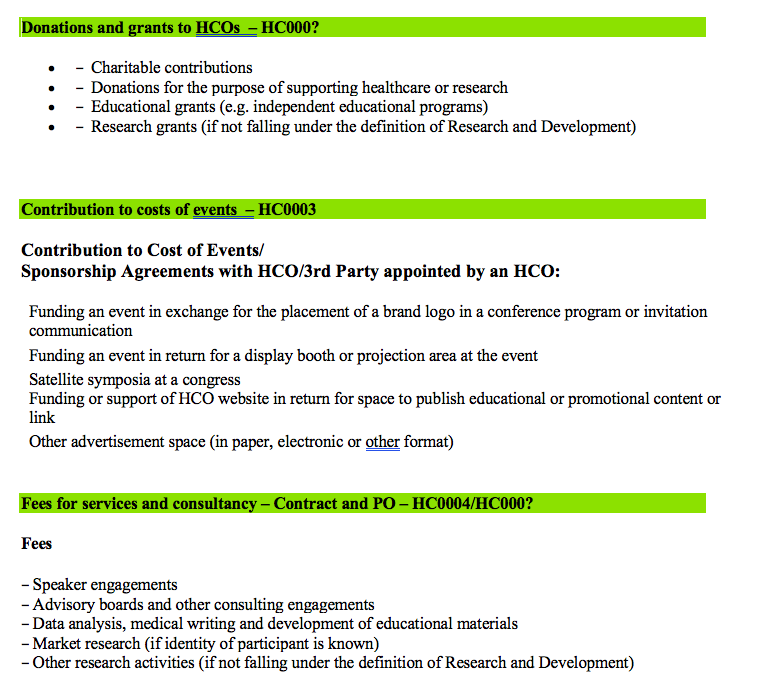 Donations and grants to HCOs – HC000?
• – Charitable contributions
• – Donations for the purpose of supporting healthcare or research
• – Educational grants (e.g. independent educational programs)
• – Research grants (if not falling under the definition of Research and Development)
Contribution to costs of events – HC0003
Contribution to Cost of Events/
Sponsorship Agreements with HCO/3rd Party appointed by an HCO:
Funding an event in exchange for the placement of a brand logo in a conference program or invitation
communication
Funding an event in return for a display booth or projection area at the event
Satellite symposia at a congress
Funding or support of HCO website in return for space to publish educational or promotional content or
link
Other advertisement space (in paper, electronic or other format)
Fees for services and consultancy – Contract and PO – HC0004/HC000?
Fees
– Speaker engagements
– Advisory boards and other consulting engagements
– Data analysis, medical writing and development of educational materials
– Market research (if identity of participant is known)
– Other research activities (if not falling under the definition of Research and Development)